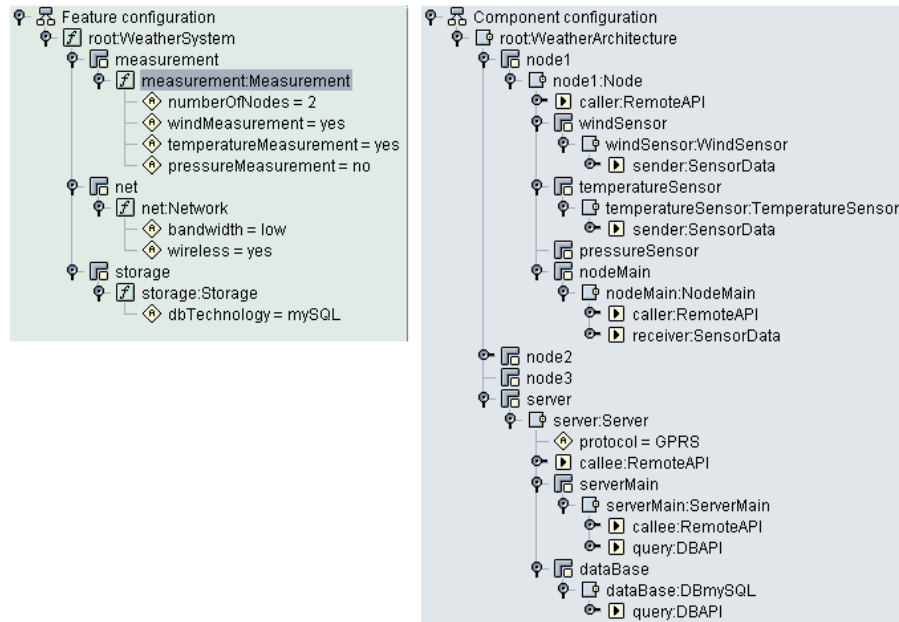 Feature configuration
root:WeatherSystem
measurement
measurement:Measurement
numberOfNodes = 2
windMeasurement = yes
temperatureMeasurement = yes
pressureMeasurement = no
net
net:Network
bandwidth = low
wireless = yes
storage
storage:Storage
dbTechnology = mySQL
Component configuration
root:WeatherArchitecture
node1
node1:Node
caller:RemoteAPI
windSensor
windSensor:WindSensor
sender:SensorData
temperatureSensor
temperatureSensor:TemperatureSensor
sender:SensorData
pressureSensor
nodeMain
nodeMain:NodeMain
caller:RemoteAPI
receiver:SensorData
node2
node3
server
server:Server
protocol = GPRS
callee:RemoteAPI
serverMain
serverMain:ServerMain
callee:RemoteAPI
query:DBAPI
dataBase
dataBase:DBmySQL
query:DBAPI